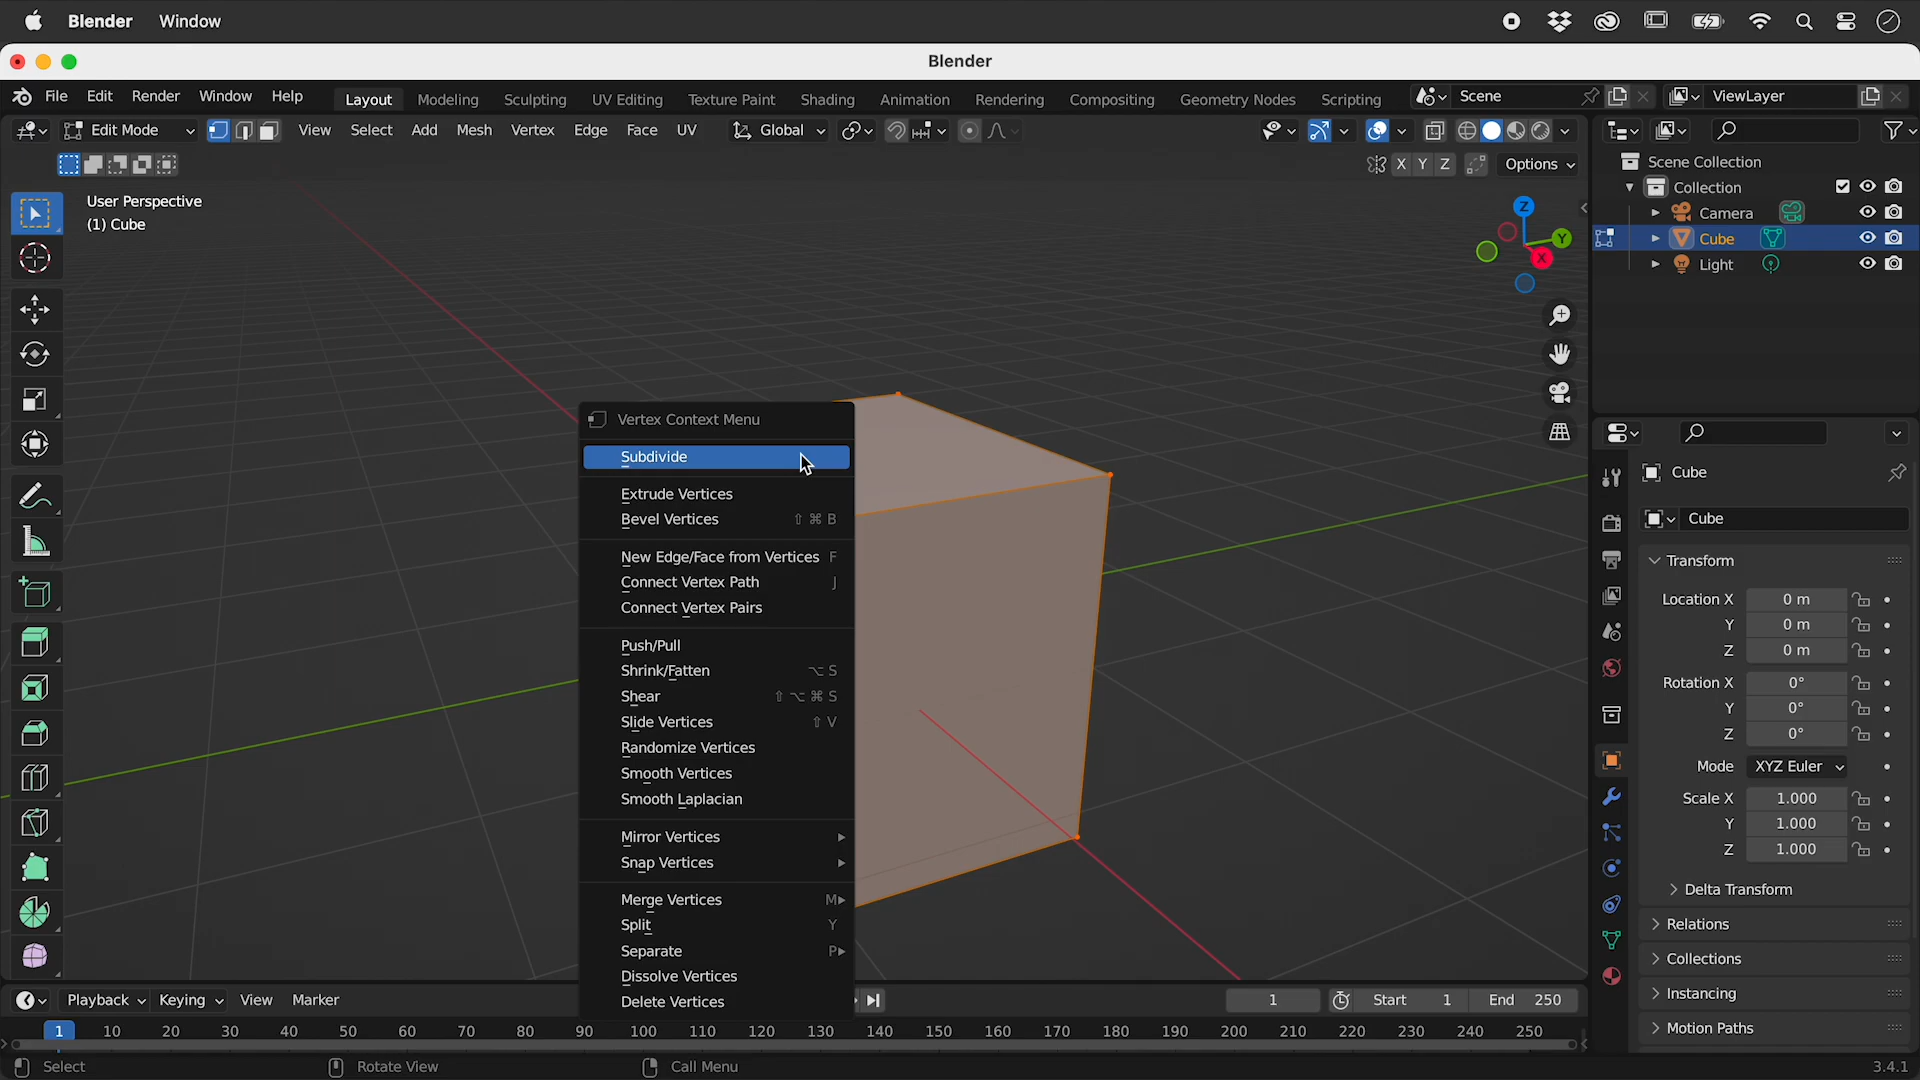 Blender Window
Blender
File Edit Render Window Help Layout Modeling Sculpting UV Editing Texture Paint Shading Animation Rendering Compositing Geometry Nodes Scripting Scene ViewLayer
Edit Mode View Select Add Mesh Vertex Edge Face UV Global
X Y Z Options
User Perspective
(1) Cube
Z
Y
X
Scene Collection
Collection
Camera
Cube
Light
Vertex Context Menu
Subdivide
Extrude Vertices
Bevel Vertices ⇧ ⌘ B
New Edge/Face from Vertices F
Connect Vertex Path J
Connect Vertex Pairs
Push/Pull
Shrink/Fatten ⌥ S
Shear ⇧ ⌥ ⌘ S
Slide Vertices ⇧ V
Randomize Vertices
Smooth Vertices
Smooth Laplacian
Mirror Vertices
Snap Vertices
Merge Vertices M
Split Y
Separate P
Dissolve Vertices
Delete Vertices
Cube
Cube
Transform
Location X 0 m
Y 0 m
Z 0 m
Rotation X 0°
Y 0°
Z 0°
Mode XYZ Euler
Scale X 1.000
Y 1.000
Z 1.000
Delta Transform
Relations
Collections
Instancing
Motion Paths
Playback Keying View Marker 1 Start 1 End 250
1 10 20 30 40 50 60 70 80 90 100 110 120 130 140 150 160 170 180 190 200 210 220 230 240 250
Select Rotate View Call Menu 3.4.1